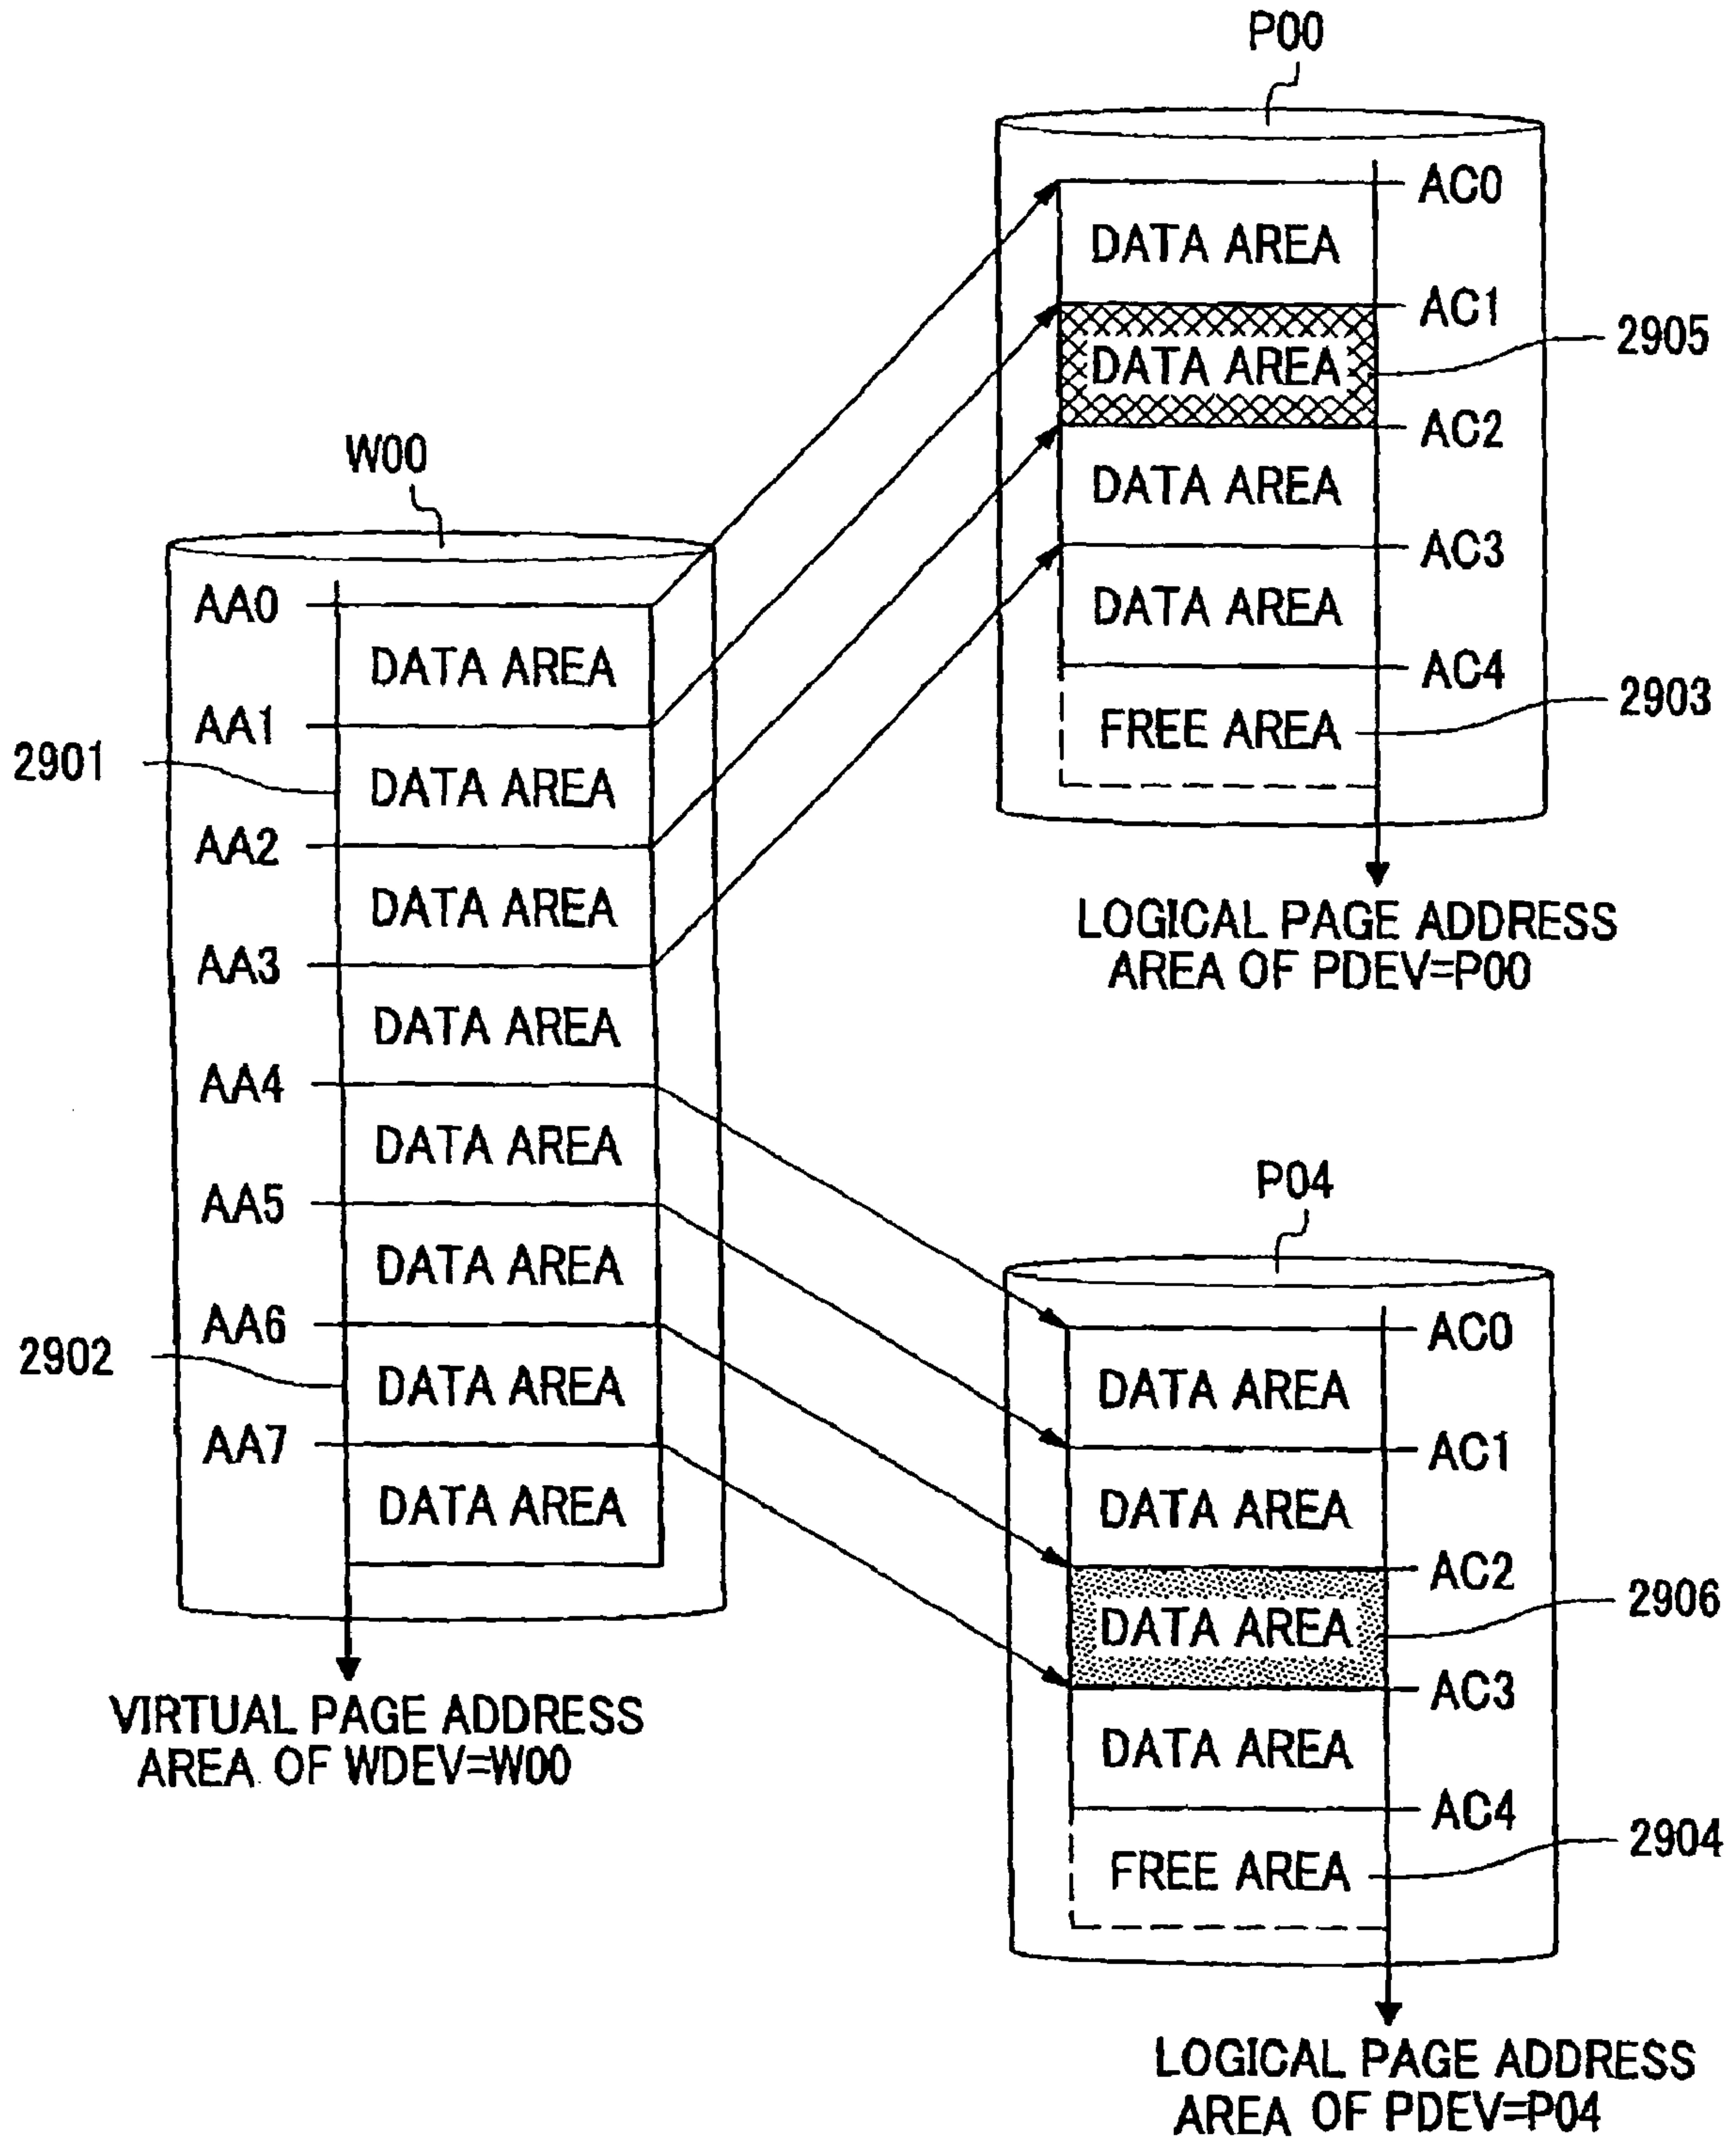 P00
AC0
DATA AREA
AC1
DATA AREA
2905
AC2
DATA AREA
AC3
DATA AREA
AC4
FREE AREA
2903
LOGICAL PAGE ADDRESS
AREA OF PDEV=P00
W00
AA0
DATA AREA
AA1
2901
DATA AREA
AA2
DATA AREA
AA3
DATA AREA
AA4
DATA AREA
AA5
DATA AREA
AA6
2902
DATA AREA
AA7
DATA AREA
VIRTUAL PAGE ADDRESS
AREA OF WDEV=W00
P04
AC0
DATA AREA
AC1
DATA AREA
AC2
DATA AREA
2906
AC3
DATA AREA
AC4
FREE AREA
2904
LOGICAL PAGE ADDRESS
AREA OF PDEV=P04